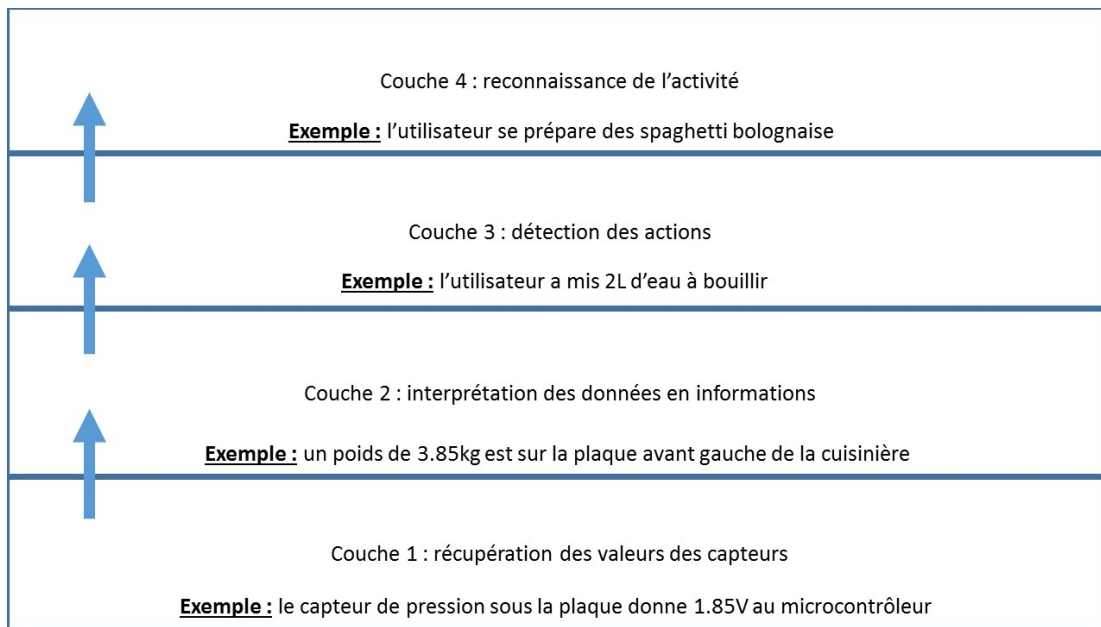 Couche 4 : reconnaissance de l’activité
Exemple : l’utilisateur se prépare des spaghetti bolognaise
Couche 3 : détection des actions
Exemple : l’utilisateur a mis 2L d’eau à bouillir
Couche 2 : interprétation des données en informations
Exemple : un poids de 3.85kg est sur la plaque avant gauche de la cuisinière
Couche 1 : récupération des valeurs des capteurs
Exemple : le capteur de pression sous la plaque donne 1.85V au microcontrôleur